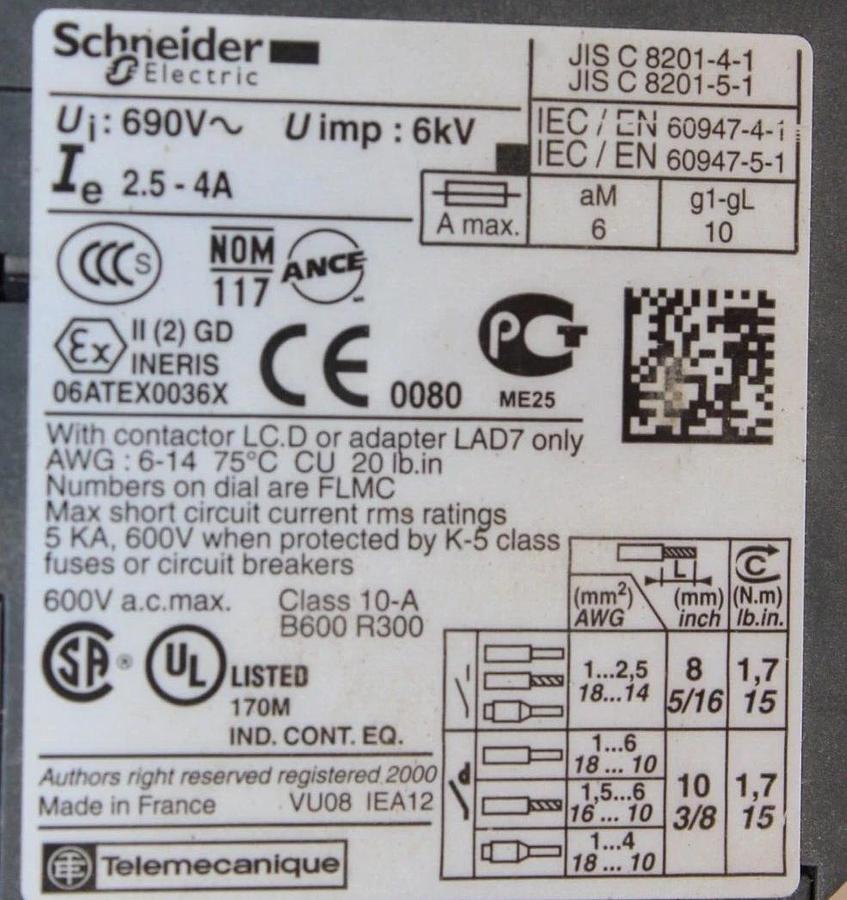 Schneider
Electric
JIS C 8201-4-1
JIS C 8201-5-1
Ui: 690V~ U imp : 6kV
IEC / EN 60947-4-1
IEC / EN 60947-5-1
Ie 2.5 - 4A
A max.
aM
6
g1-gL
10
CCC S
NOM
117
ANCE
Ex II (2) GD
INERIS
06ATEX0036X
CE 0080
PCT
ME25
With contactor LC.D or adapter LAD7 only
AWG : 6-14 75°C CU 20 lb.in
Numbers on dial are FLMC
Max short circuit current rms ratings
5 KA, 600V when protected by K-5 class
fuses or circuit breakers
600V a.c.max. Class 10-A
B600 R300
SA ® UL LISTED
170M
IND. CONT. EQ.
Authors right reserved registered 2000
Made in France VU08 IEA12
Telemecanique
L C
(mm²) (mm) (N.m)
AWG inch lb.in.
1...2,5 8 1,7
18...14 5/16 15
1...6
18 ... 10
1,5...6 10 1,7
16 ... 10 3/8 15
1...4
18 ... 10